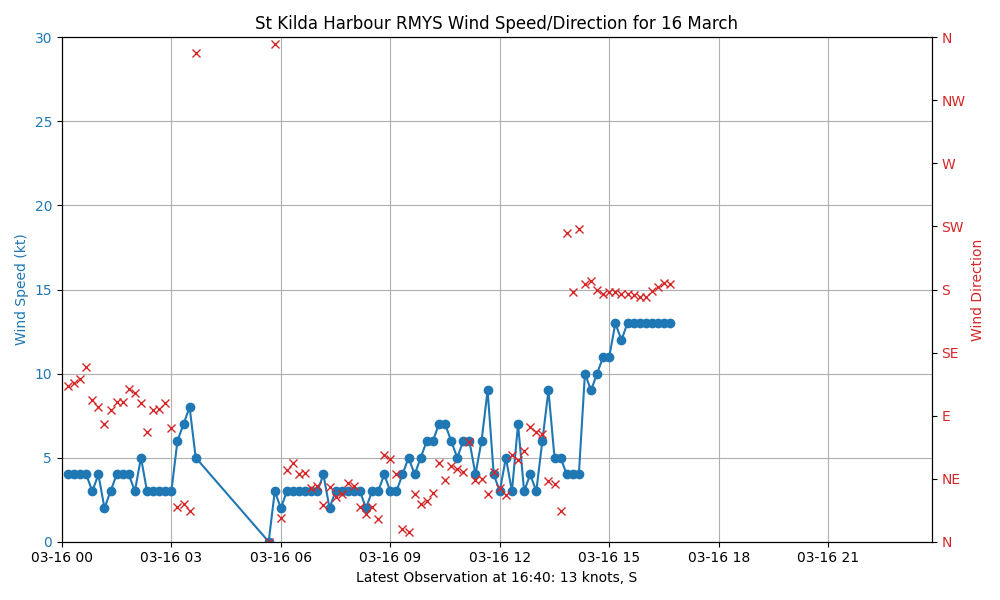 St Kilda Harbour RMYS Wind Speed/Direction for 16 March
Wind Speed (kt)
30
25
20
15
10
5
0
N
NW
W
SW
S
SE
E
NE
N
Wind Direction
03-16 00
03-16 03
03-16 06
03-16 09
03-16 12
03-16 15
03-16 18
03-16 21
Latest Observation at 16:40: 13 knots, S